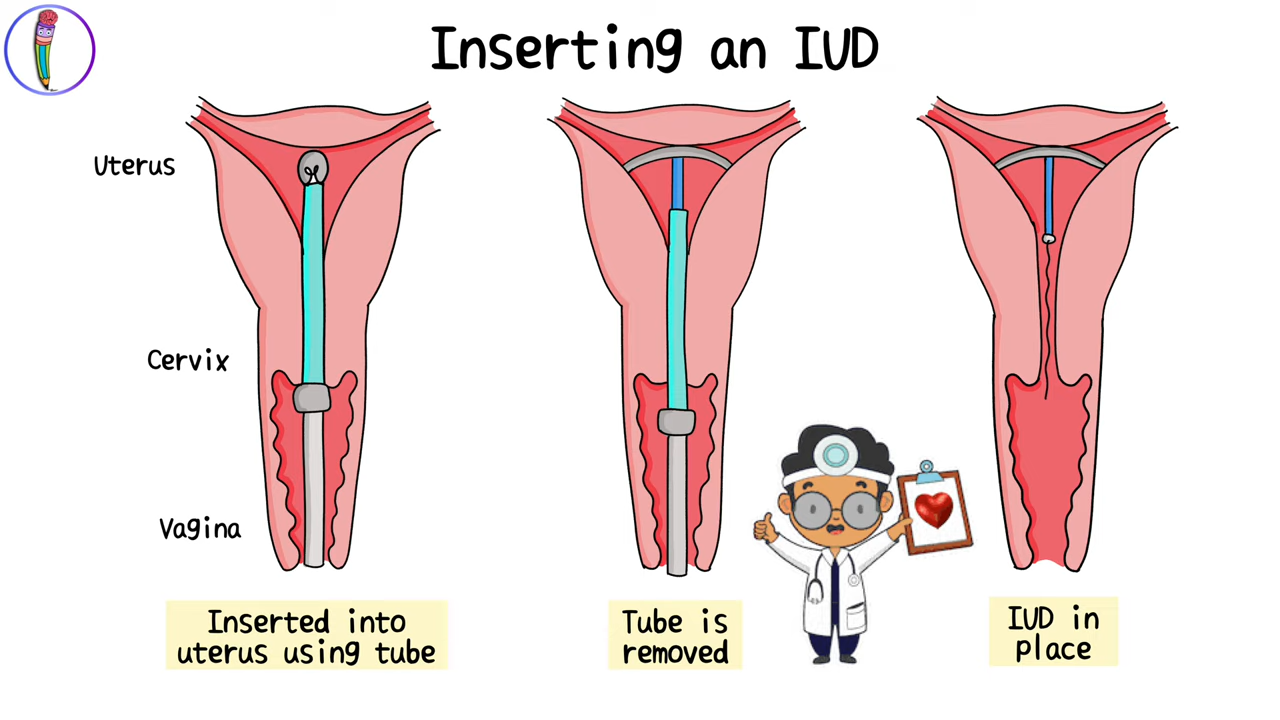 Inserting an IUD
Uterus
Cervix
Vagina
Inserted into
uterus using tube
Tube is
removed
IUD in
place